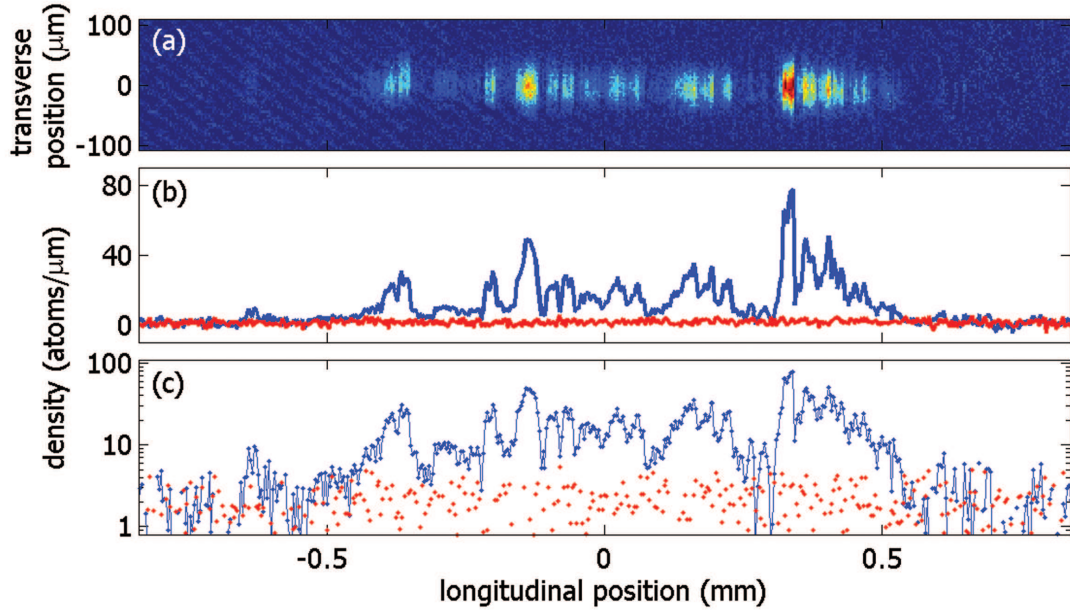 100
0
-100
transverse
position (μm)
(a)
80
40
0
(b)
density (atoms/μm)
100
10
1
(c)
-0.5
0
0.5
longitudinal position (mm)